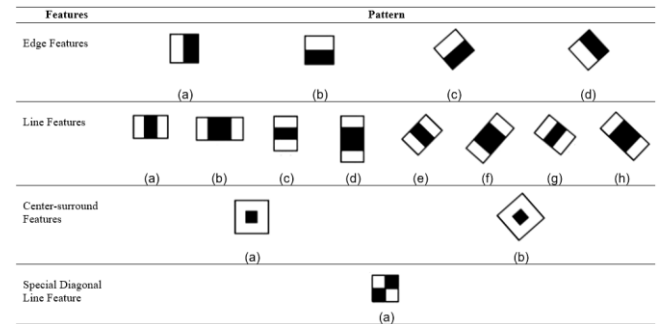 Features Pattern
Edge Features
(a) (b) (c) (d)
Line Features
(a) (b) (c) (d) (e) (f) (g) (h)
Center-surround
Features
(a) (b)
Special Diagonal
Line Feature
(a)